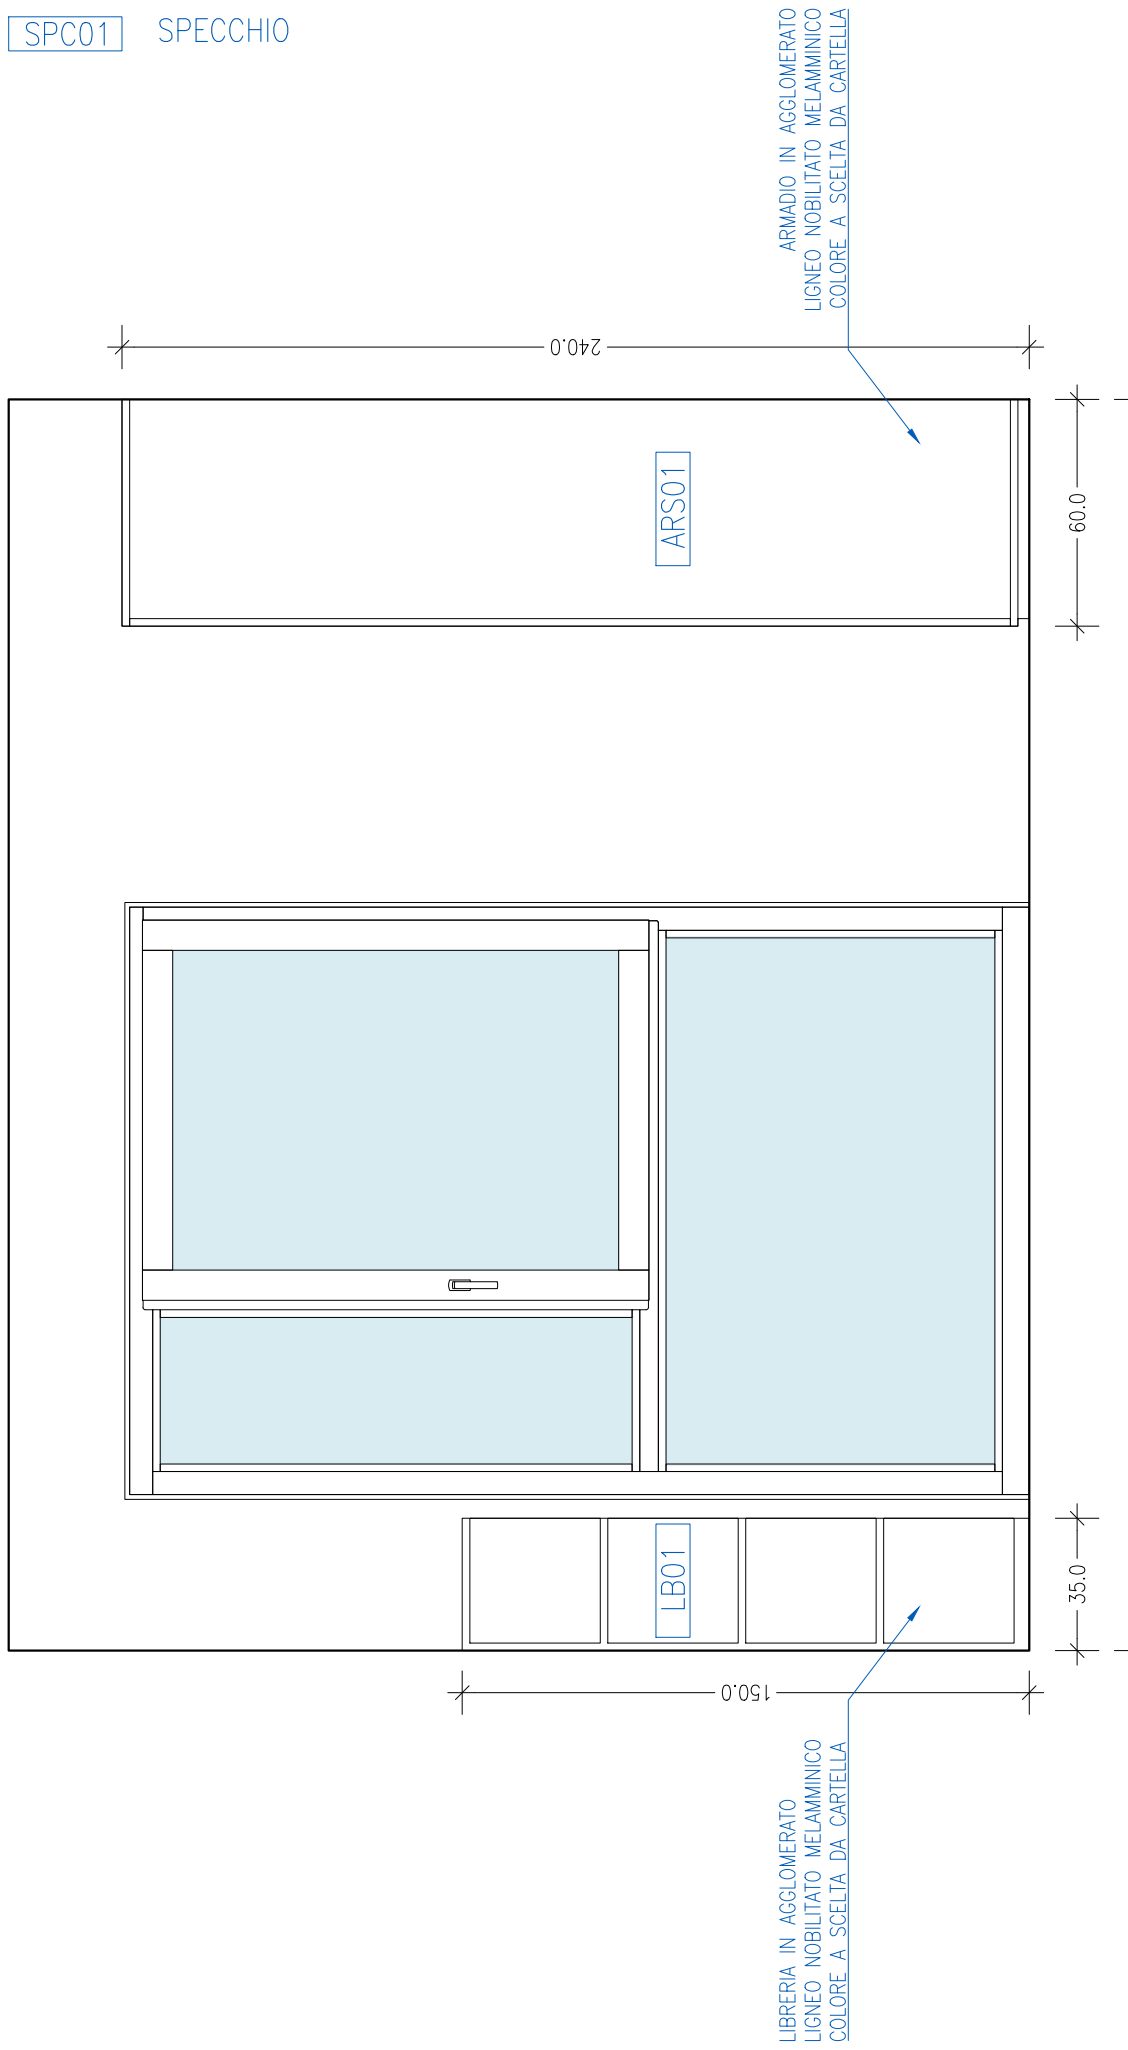 SPC01 SPECCHIO
ARMADIO IN AGGLOMERATO
LIGNEO NOBILITATO MELAMMINICO
COLORE A SCELTA DA CARTELLA
240.0
ARS01
60.0
LB01
35.0
150.0
LIBRERIA IN AGGLOMERATO
LIGNEO NOBILITATO MELAMMINICO
COLORE A SCELTA DA CARTELLA